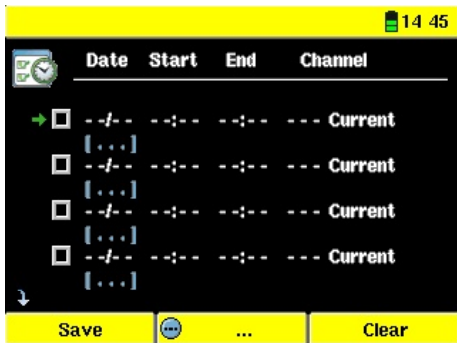 14 45
Date Start End Channel
--/-- --:-- --:-- --- Current
[...]
--/-- --:-- --:-- --- Current
[...]
--/-- --:-- --:-- --- Current
[...]
--/-- --:-- --:-- --- Current
[...]
Save ... Clear